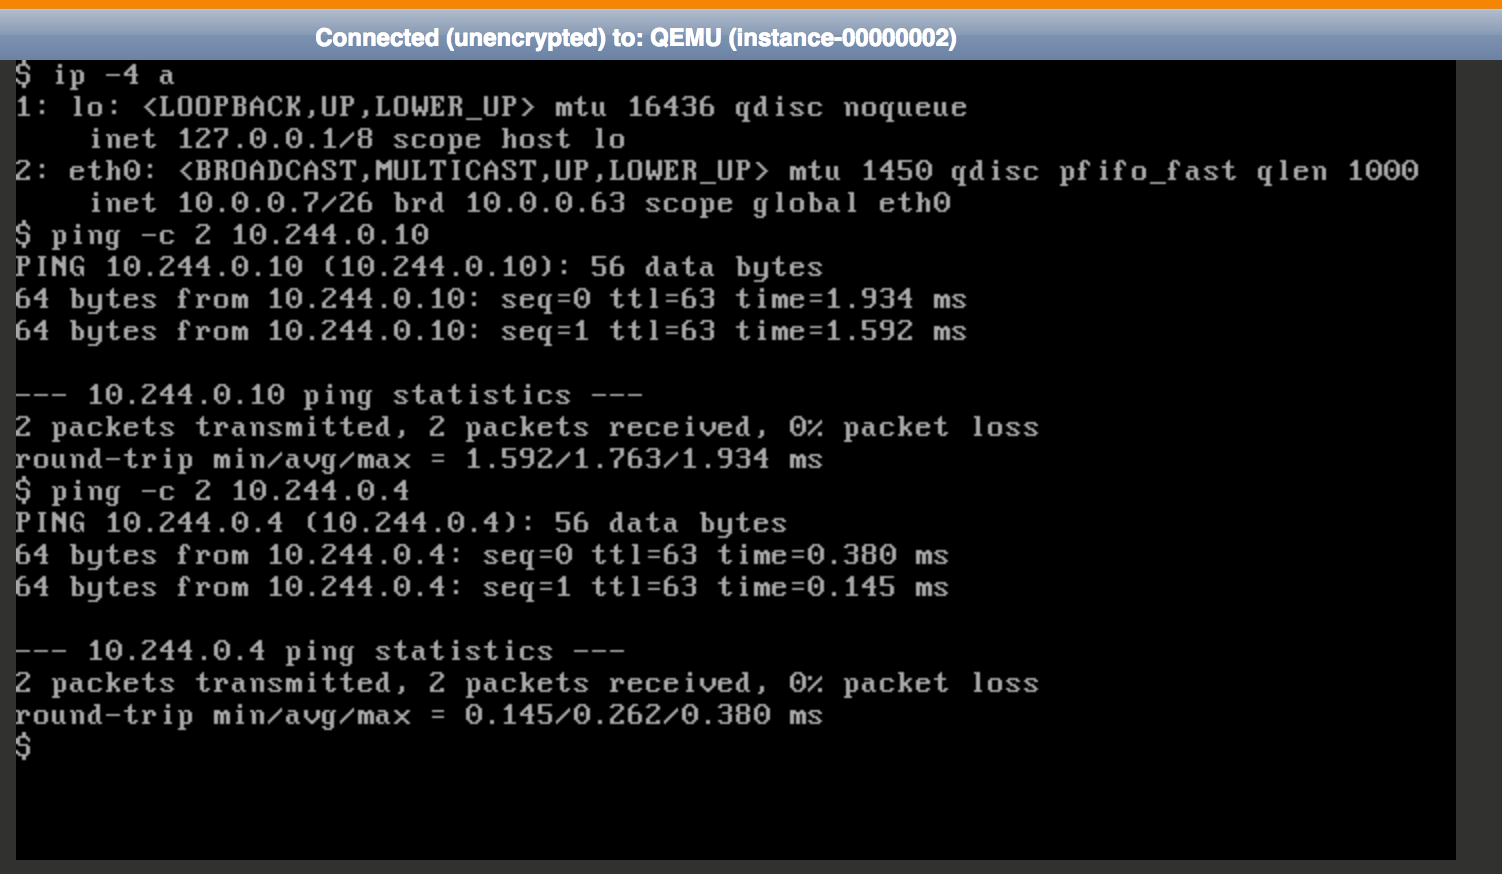 Connected (unencrypted) to: QEMU (instance-00000002)
$ ip -4 a
1: lo: <LOOPBACK,UP,LOWER_UP> mtu 16436 qdisc noqueue
    inet 127.0.0.1/8 scope host lo
2: eth0: <BROADCAST,MULTICAST,UP,LOWER_UP> mtu 1450 qdisc pfifo_fast qlen 1000
    inet 10.0.0.7/26 brd 10.0.0.63 scope global eth0
$ ping -c 2 10.244.0.10
PING 10.244.0.10 (10.244.0.10): 56 data bytes
64 bytes from 10.244.0.10: seq=0 ttl=63 time=1.934 ms
64 bytes from 10.244.0.10: seq=1 ttl=63 time=1.592 ms

--- 10.244.0.10 ping statistics ---
2 packets transmitted, 2 packets received, 0% packet loss
round-trip min/avg/max = 1.592/1.763/1.934 ms
$ ping -c 2 10.244.0.4
PING 10.244.0.4 (10.244.0.4): 56 data bytes
64 bytes from 10.244.0.4: seq=0 ttl=63 time=0.380 ms
64 bytes from 10.244.0.4: seq=1 ttl=63 time=0.145 ms

--- 10.244.0.4 ping statistics ---
2 packets transmitted, 2 packets received, 0% packet loss
round-trip min/avg/max = 0.145/0.262/0.380 ms
$